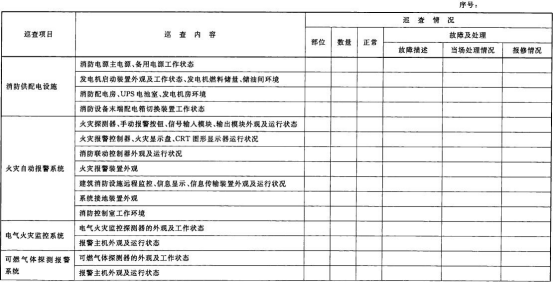 序号:
巡查项目
巡查内容
巡查情况
部位
数量
正常
故障及处理
故障描述
当场处理情况
报修情况
消防供配电设施
消防电源主电源、备用电源工作状态
发电机启动装置外观及工作状态、发电机燃料储量、储油间环境
消防配电房、UPS电池室、发电机房环境
消防设备末端配电箱切换装置工作状态
火灾自动报警系统
火灾探测器、手动报警按钮、信号输入模块、输出模块外观及运行状态
火灾报警控制器、火灾显示盘、CRT图形显示器运行状况
消防联动控制器外观及运行状况
火灾报警装置外观
建筑消防设施远程监控、信息显示、信息传输装置外观及运行状况
系统接地装置外观
消防控制室工作环境
电气火灾监控系统
电气火灾监控探测器的外观及工作状态
报警主机外观及运行状态
可燃气体探测报警
系统
可燃气体探测器的外观及工作状态
报警主机外观及运行状态